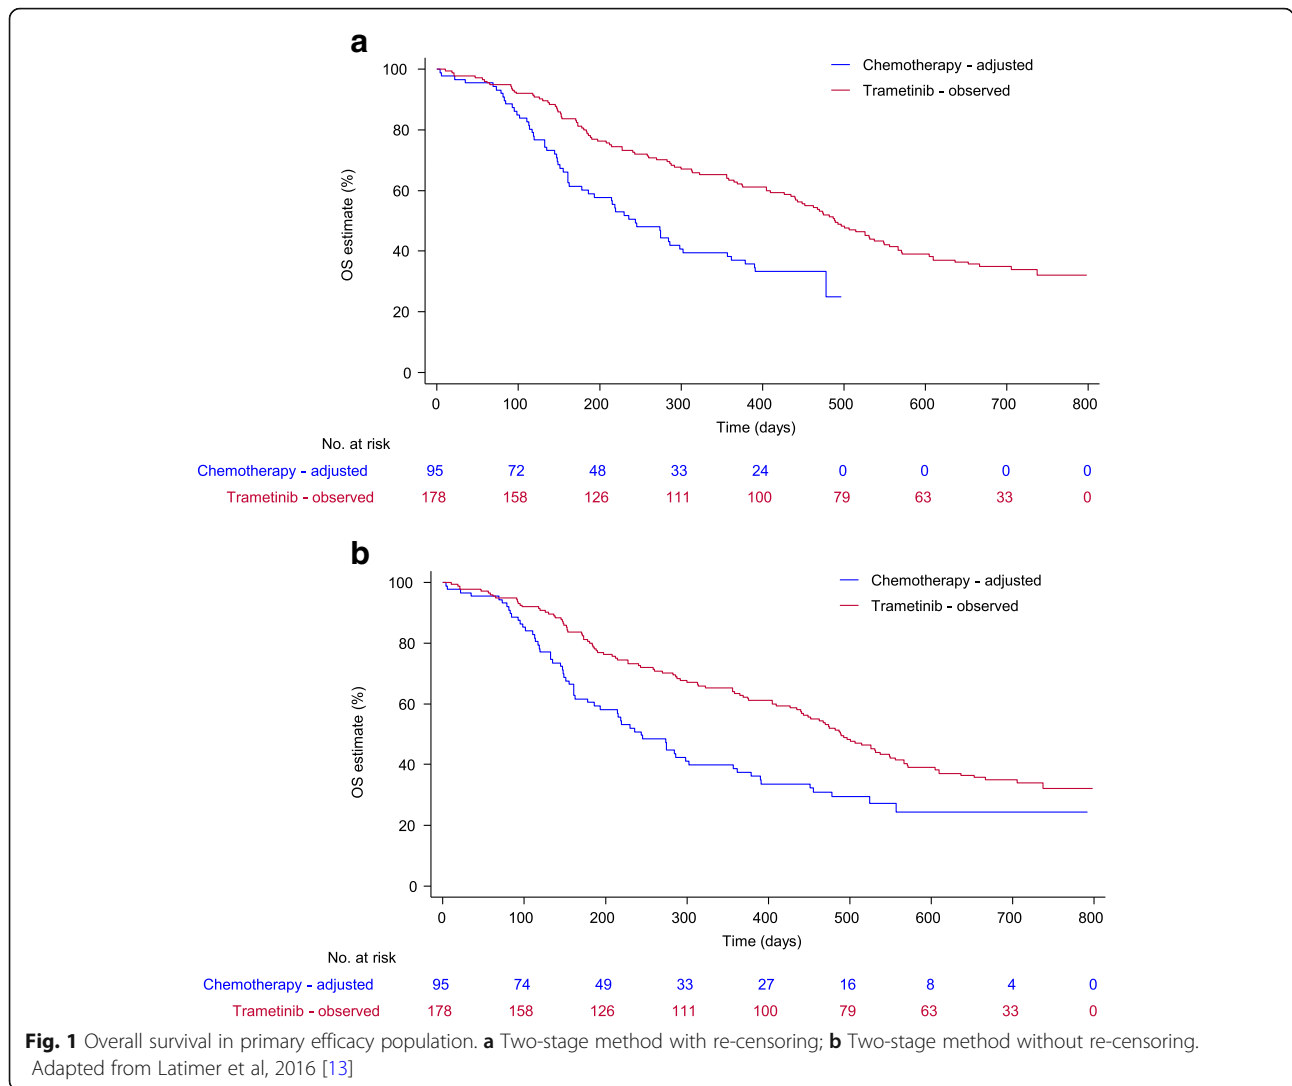 a
Chemotherapy - adjusted
Trametinib - observed
100
80
60
40
20
0
OS estimate (%)
0 100 200 300 400 500 600 700 800
Time (days)
No. at risk
Chemotherapy - adjusted 95 72 48 33 24 0 0 0 0
Trametinib - observed 178 158 126 111 100 79 63 33 0
b
Chemotherapy - adjusted
Trametinib - observed
100
80
60
40
20
0
OS estimate (%)
0 100 200 300 400 500 600 700 800
Time (days)
No. at risk
Chemotherapy - adjusted 95 74 49 33 27 16 8 4 0
Trametinib - observed 178 158 126 111 100 79 63 33 0
Fig. 1 Overall survival in primary efficacy population. a Two-stage method with re-censoring; b Two-stage method without re-censoring.
Adapted from Latimer et al, 2016 [13]